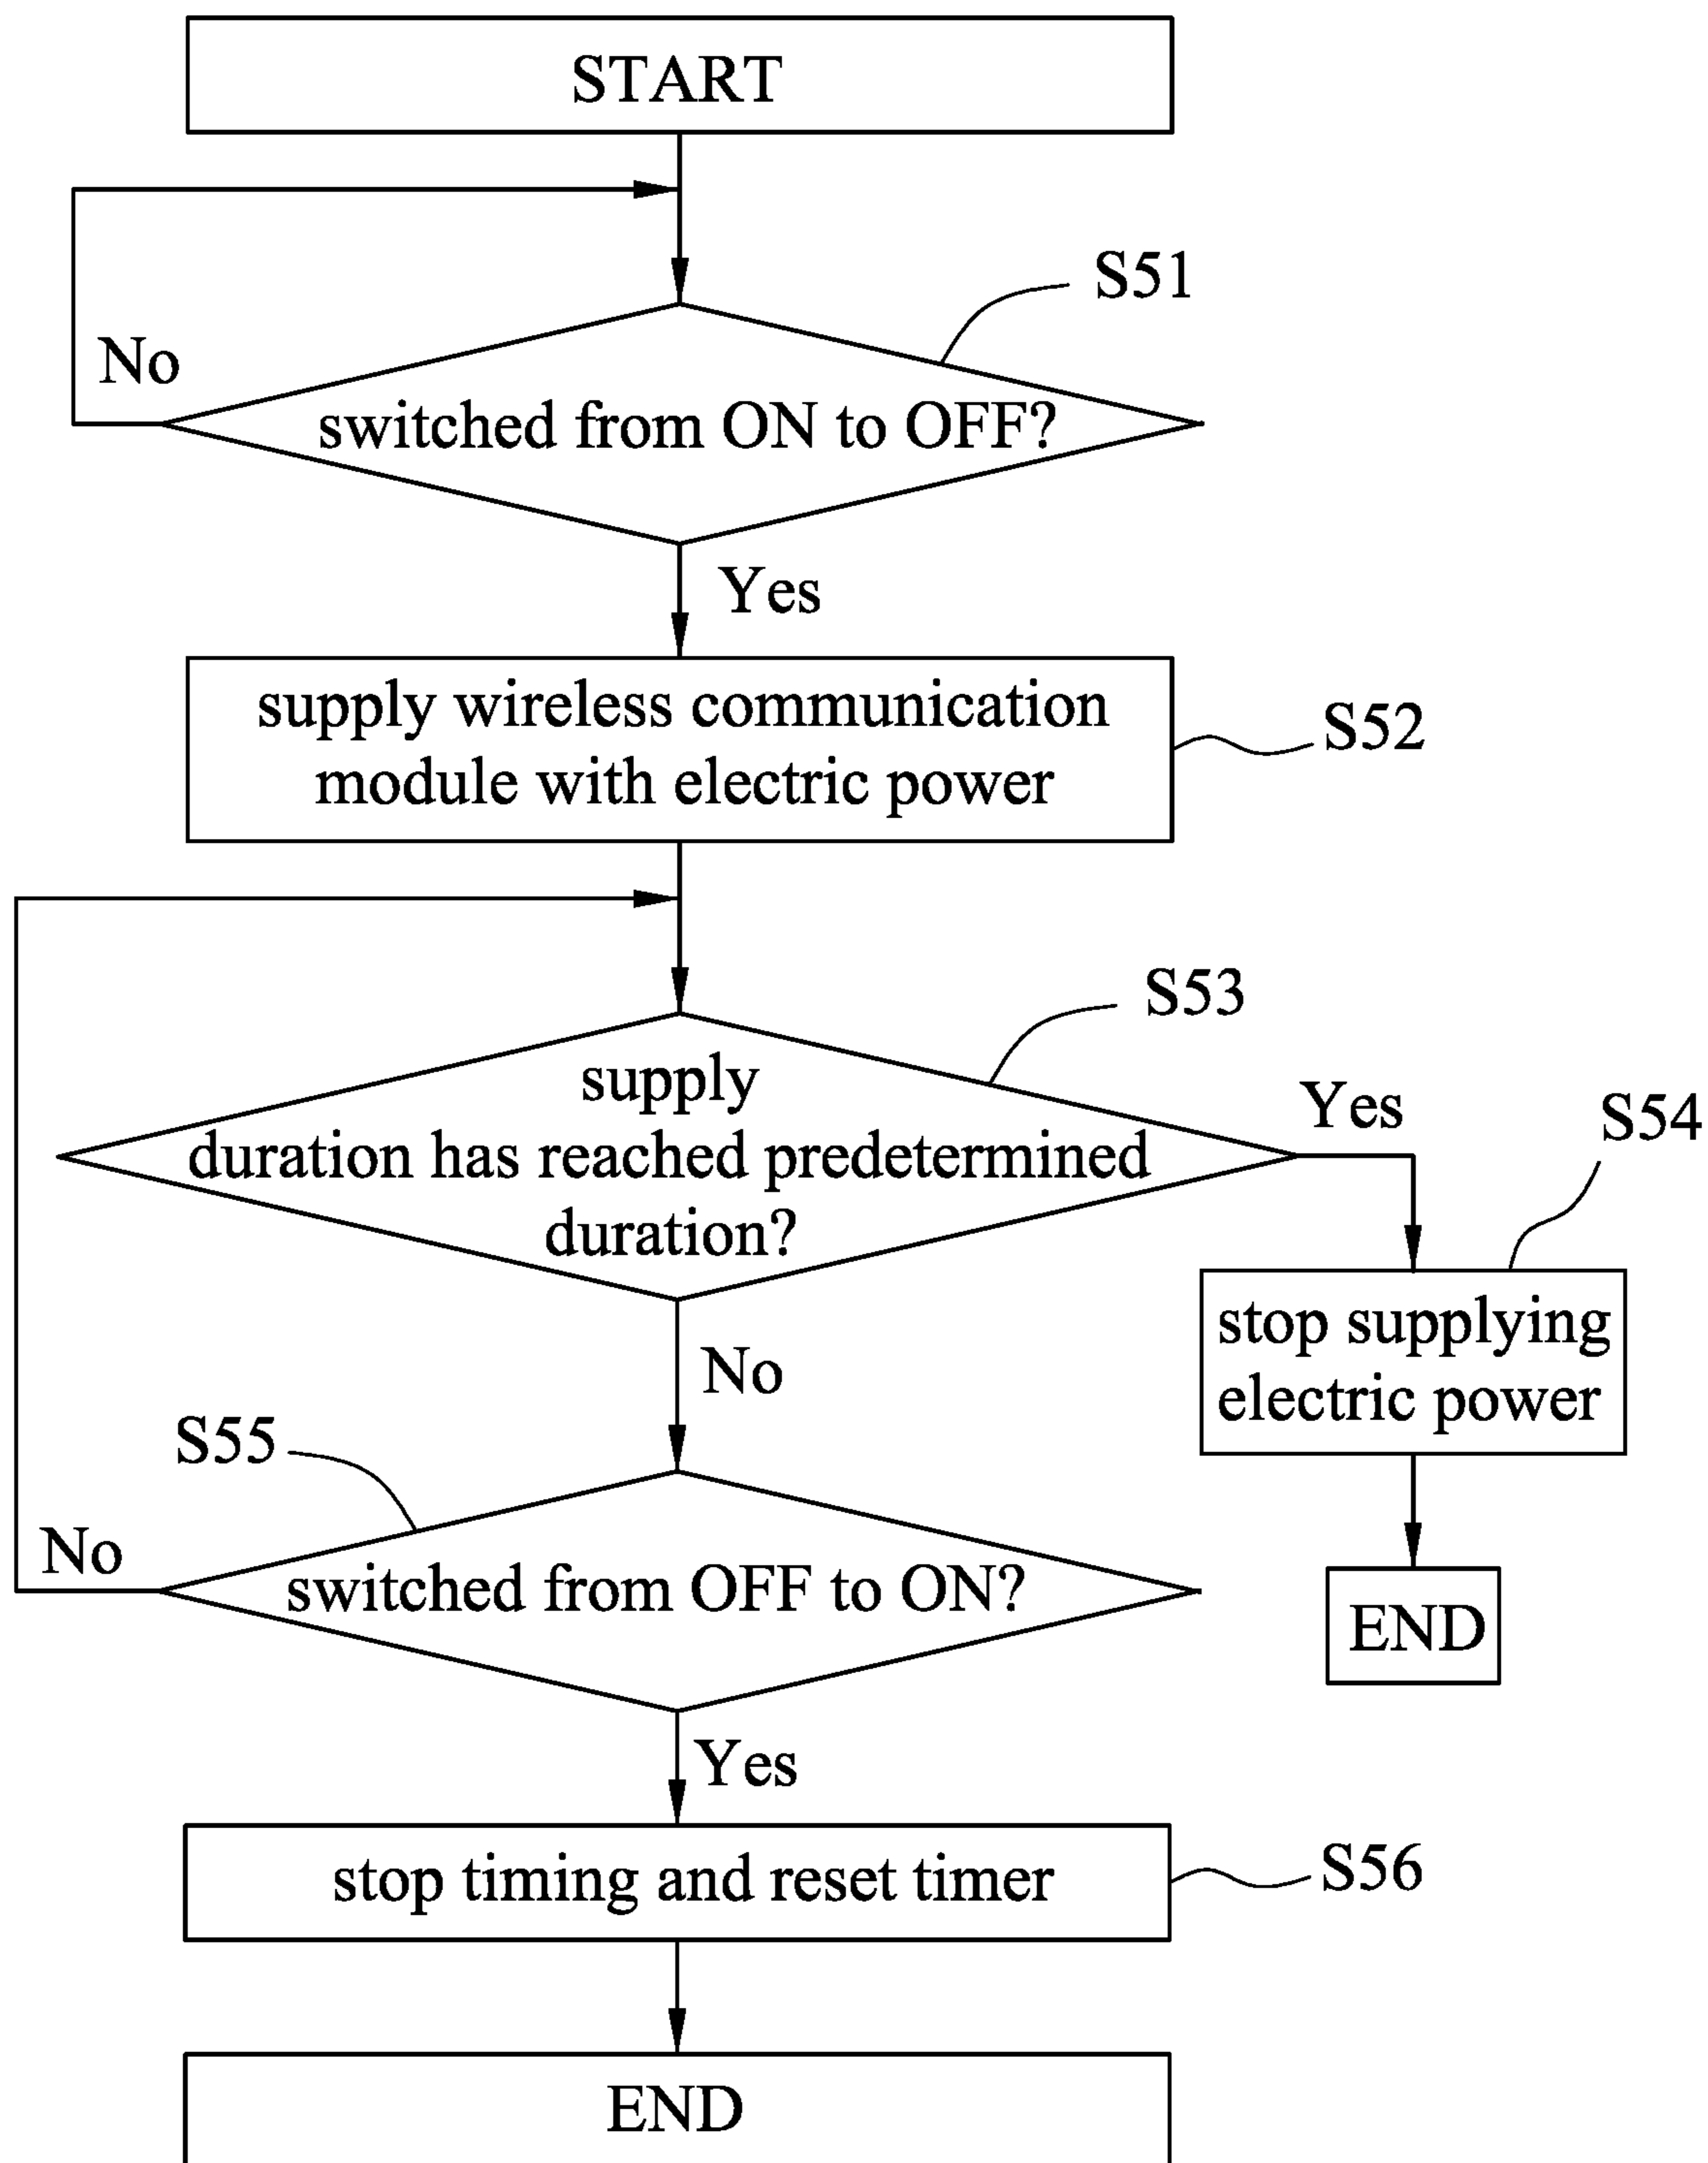 START
S51
No
switched from ON to OFF?
Yes
supply wireless communication
module with electric power
S52
S53
supply
duration has reached predetermined
duration?
Yes
S54
stop supplying
electric power
No
S55
No
switched from OFF to ON?
END
Yes
stop timing and reset timer
S56
END